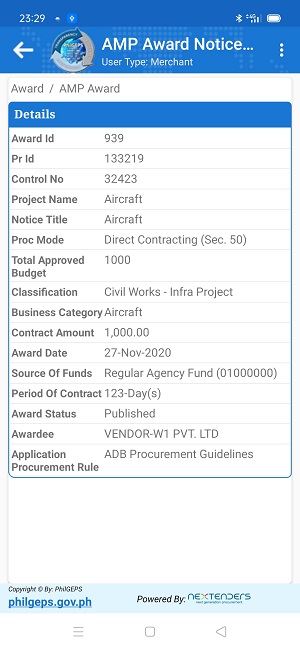 23:29
AMP Award Notice...
User Type: Merchant
Award / AMP Award
Details
Award Id 939
Pr Id 133219
Control No 32423
Project Name Aircraft
Notice Title Aircraft
Proc Mode Direct Contracting (Sec. 50)
Total Approved 1000
Budget
Classification Civil Works - Infra Project
Business Category Aircraft
Contract Amount 1,000.00
Award Date 27-Nov-2020
Source Of Funds Regular Agency Fund (01000000)
Period Of Contract 123-Day(s)
Award Status Published
Awardee VENDOR-W1 PVT. LTD
Application ADB Procurement Guidelines
Procurement Rule
Copyright © By: PhilGEPS
philgeps.gov.ph
Powered By: NEXTENDERS
next generation procurement